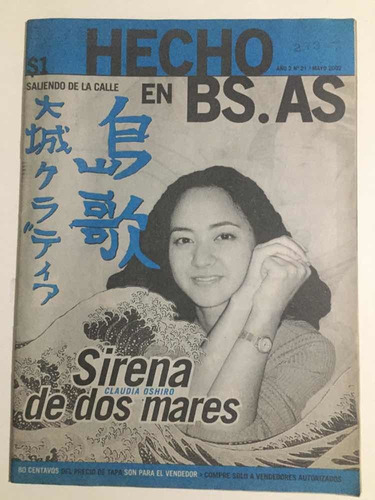 $1
HECHO
AÑO 2 Nº 21 / MAYO 2002
SALIENDO DE LA CALLE
EN BS.AS
島歌
大城クラディア
Sirena
CLAUDIA OSHIRO
de dos mares
80 CENTAVOS DEL PRECIO DE TAPA SON PARA EL VENDEDOR • COMPRE SOLO A VENDEDORES AUTORIZADOS